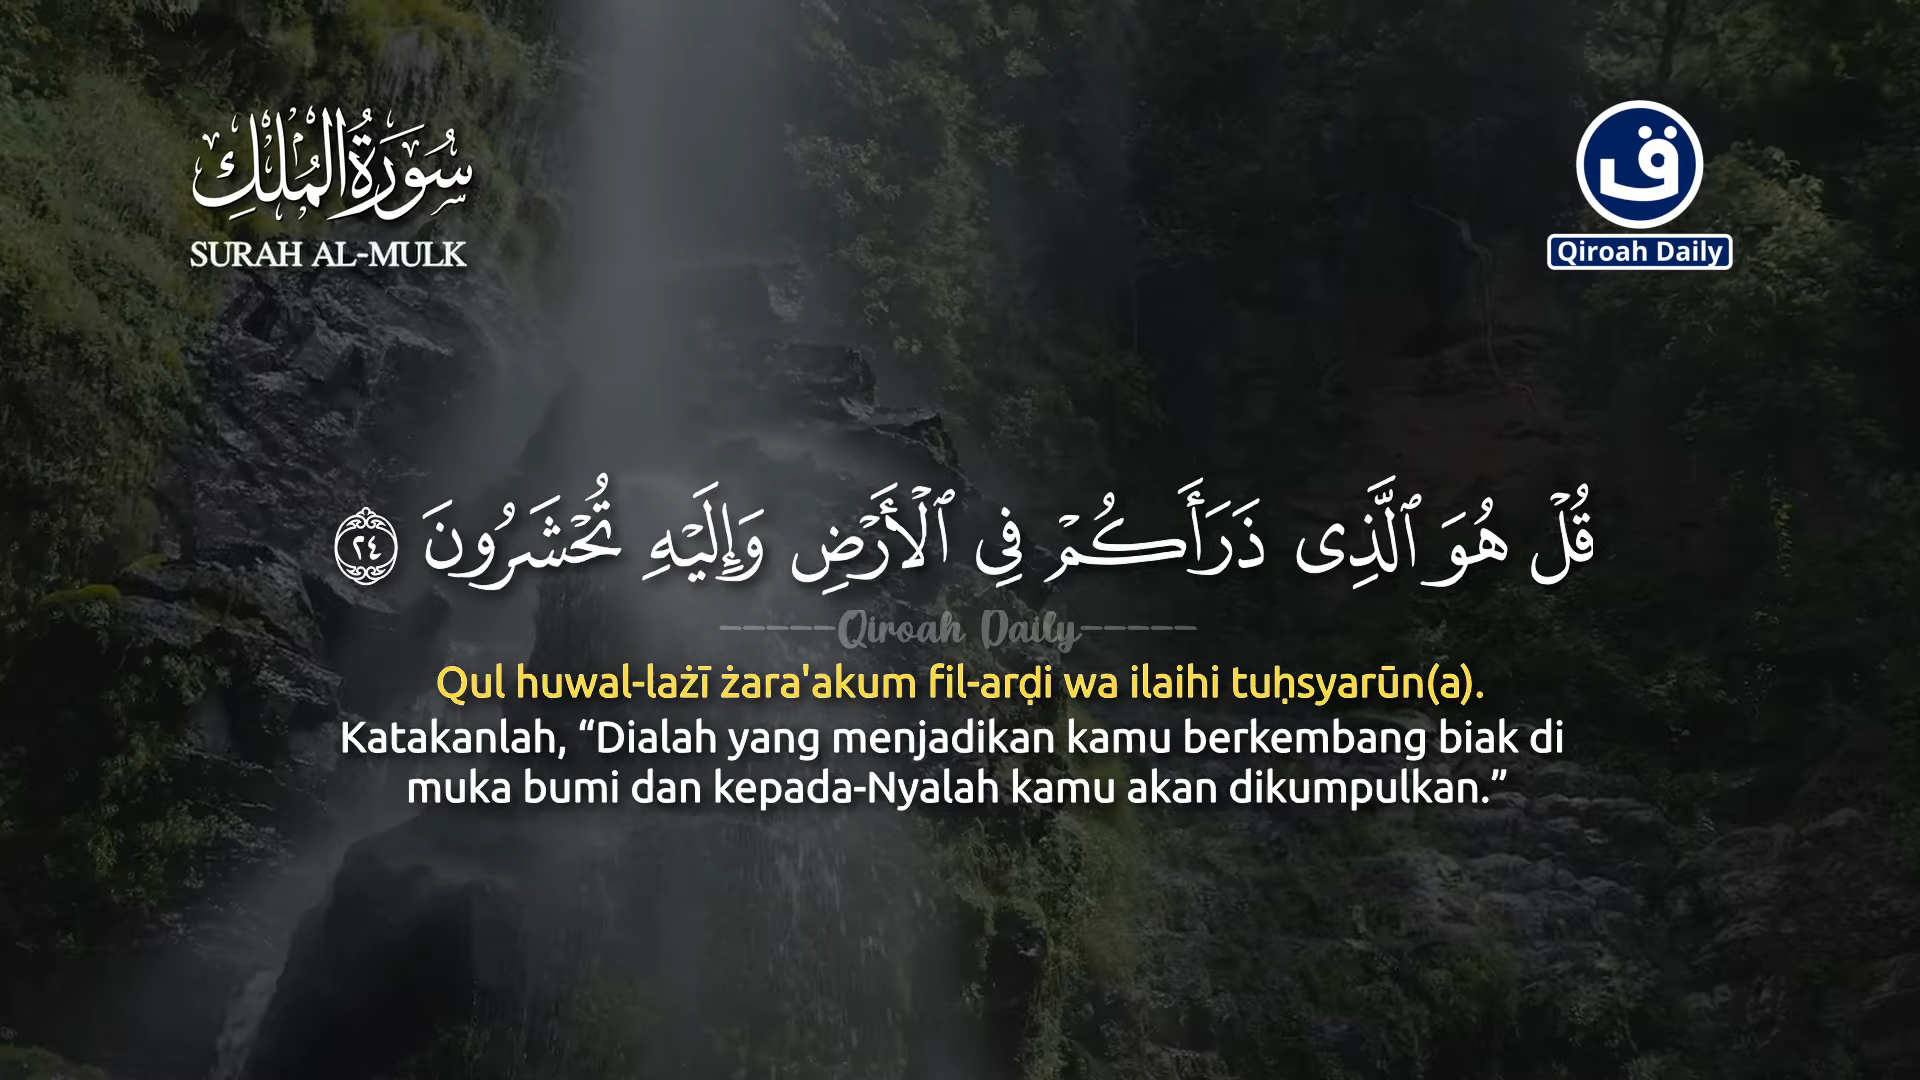 سُورَةُ الْمُلْكِ
SURAH AL-MULK
ق
Qiroah Daily
قُلْ هُوَ ٱلَّذِى ذَرَأَكُمْ فِى ٱلْأَرْضِ وَإِلَيْهِ تُحْشَرُونَ ٢٤
-----Qiroah Daily-----
Qul huwal-lażī żara'akum fil-arḍi wa ilaihi tuḥsyarūn(a).
Katakanlah, “Dialah yang menjadikan kamu berkembang biak di
muka bumi dan kepada-Nyalah kamu akan dikumpulkan.”